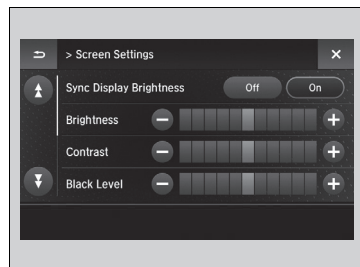 > Screen Settings
Sync Display Brightness Off On
Brightness
Contrast
Black Level